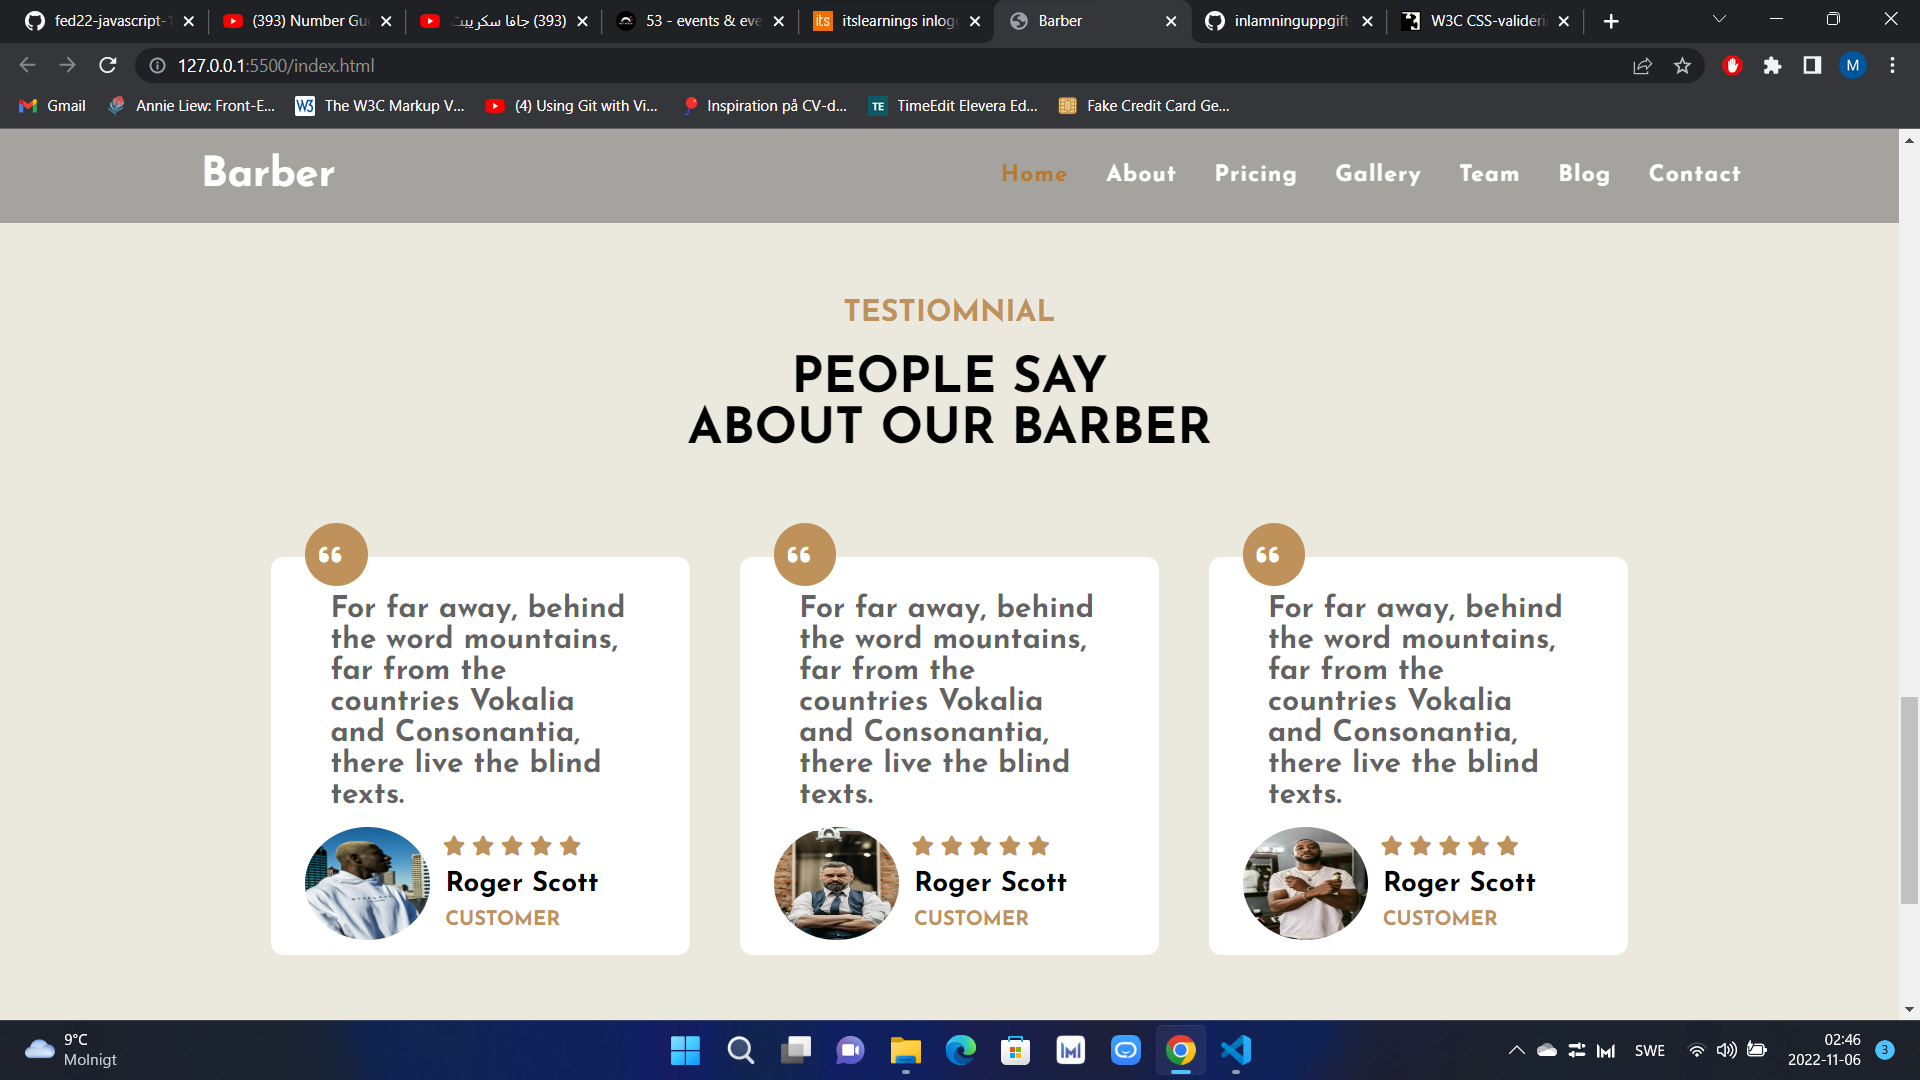 fed22-javascript-1
(393) Number Gue
(393) جافا سكريبت
53 - events & eve
itslearnings inlogg
Barber
inlamninguppgift
W3C CSS-validerin
127.0.0.1:5500/index.html
M
Gmail
Annie Liew: Front-E...
The W3C Markup V...
(4) Using Git with Vi...
Inspiration på CV-d...
TE
TimeEdit Elevera Ed...
Fake Credit Card Ge...
Barber
Home
About
Pricing
Gallery
Team
Blog
Contact
TESTIOMNIAL
PEOPLE SAY
ABOUT OUR BARBER
For far away, behind
the word mountains,
far from the
countries Vokalia
and Consonantia,
there live the blind
texts.
Roger Scott
CUSTOMER
For far away, behind
the word mountains,
far from the
countries Vokalia
and Consonantia,
there live the blind
texts.
Roger Scott
CUSTOMER
For far away, behind
the word mountains,
far from the
countries Vokalia
and Consonantia,
there live the blind
texts.
Roger Scott
CUSTOMER
9°C
Molnigt
SWE
02:46
2022-11-06
3